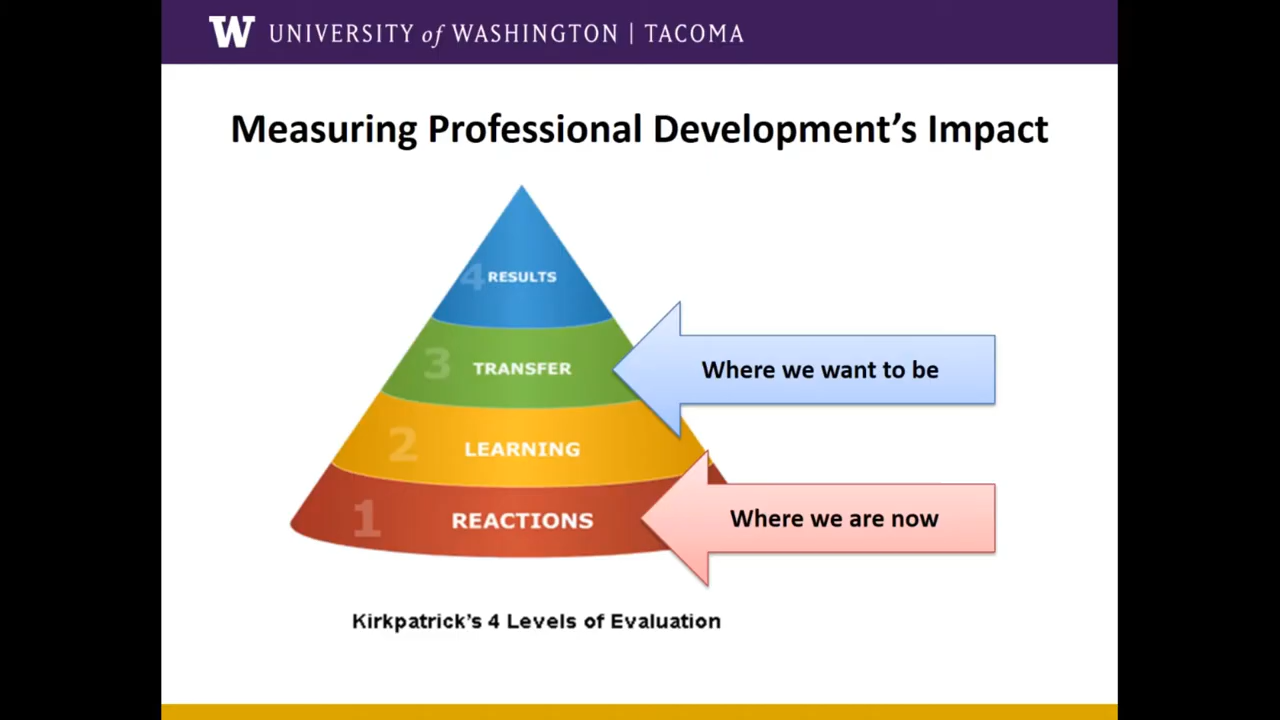 W UNIVERSITY of WASHINGTON | TACOMA
Measuring Professional Development’s Impact
4 RESULTS
3 TRANSFER
Where we want to be
2 LEARNING
1 REACTIONS
Where we are now
Kirkpatrick’s 4 Levels of Evaluation